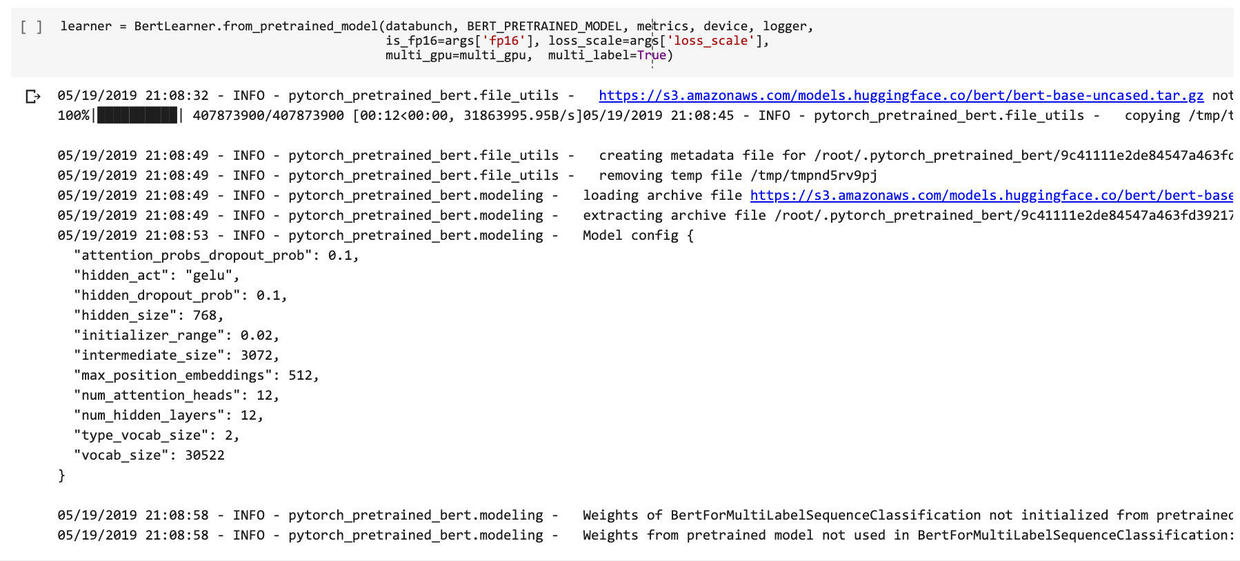 [ ] learner = BertLearner.from_pretrained_model(databunch, BERT_PRETRAINED_MODEL, metrics, device, logger,
is_fp16=args['fp16'], loss_scale=args['loss_scale'],
multi_gpu=multi_gpu, multi_label=True)
05/19/2019 21:08:32 - INFO - pytorch_pretrained_bert.file_utils - https://s3.amazonaws.com/models.huggingface.co/bert/bert-base-uncased.tar.gz not
100%|██████████| 407873900/407873900 [00:12<00:00, 31863995.95B/s]05/19/2019 21:08:45 - INFO - pytorch_pretrained_bert.file_utils - copying /tmp/t
05/19/2019 21:08:49 - INFO - pytorch_pretrained_bert.file_utils - creating metadata file for /root/.pytorch_pretrained_bert/9c41111e2de84547a463fd
05/19/2019 21:08:49 - INFO - pytorch_pretrained_bert.file_utils - removing temp file /tmp/tmpnd5rv9pj
05/19/2019 21:08:49 - INFO - pytorch_pretrained_bert.modeling - loading archive file https://s3.amazonaws.com/models.huggingface.co/bert/bert-base
05/19/2019 21:08:49 - INFO - pytorch_pretrained_bert.modeling - extracting archive file /root/.pytorch_pretrained_bert/9c41111e2de84547a463fd39217
05/19/2019 21:08:53 - INFO - pytorch_pretrained_bert.modeling - Model config {
"attention_probs_dropout_prob": 0.1,
"hidden_act": "gelu",
"hidden_dropout_prob": 0.1,
"hidden_size": 768,
"initializer_range": 0.02,
"intermediate_size": 3072,
"max_position_embeddings": 512,
"num_attention_heads": 12,
"num_hidden_layers": 12,
"type_vocab_size": 2,
"vocab_size": 30522
}
05/19/2019 21:08:58 - INFO - pytorch_pretrained_bert.modeling - Weights of BertForMultiLabelSequenceClassification not initialized from pretrained
05/19/2019 21:08:58 - INFO - pytorch_pretrained_bert.modeling - Weights from pretrained model not used in BertForMultiLabelSequenceClassification: